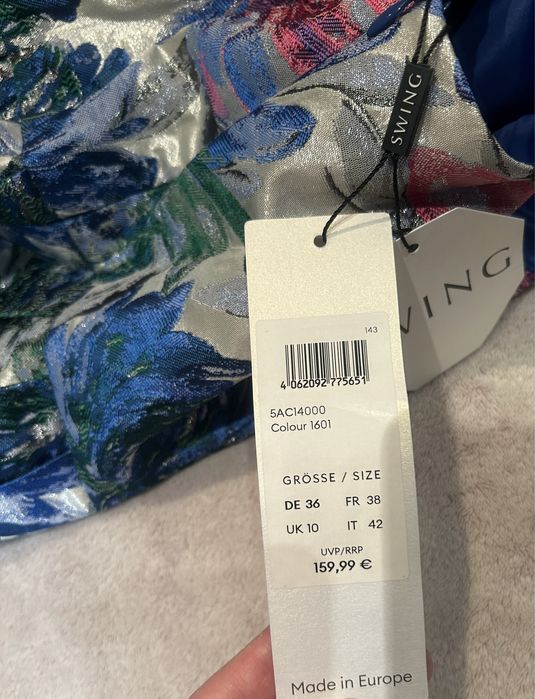 SWING
WING
143
4 062092 775651
5AC14000
Colour 1601
GRÖSSE / SIZE
DE 36 FR 38
UK 10 IT 42
UVP/RRP
159,99 €
Made in Europe